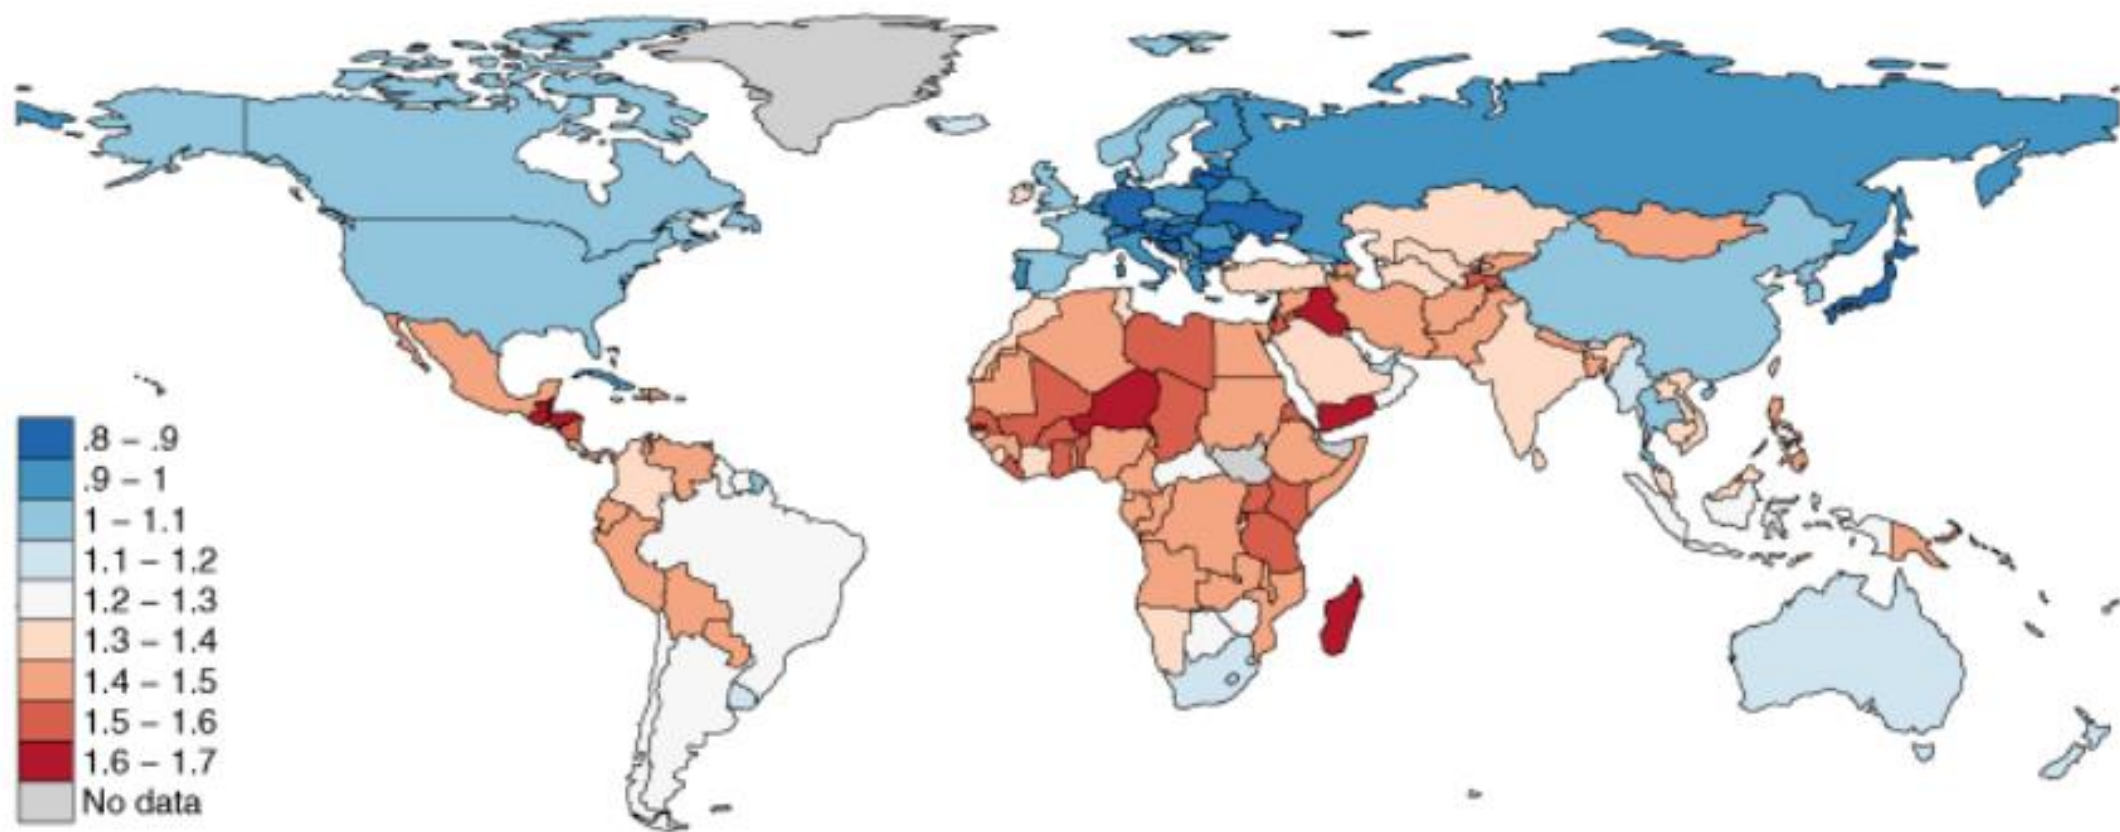 .8 – .9
.9 – 1
1 – 1.1
1.1 – 1.2
1.2 – 1.3
1.3 – 1.4
1.4 – 1.5
1.5 – 1.6
1.6 – 1.7
No data